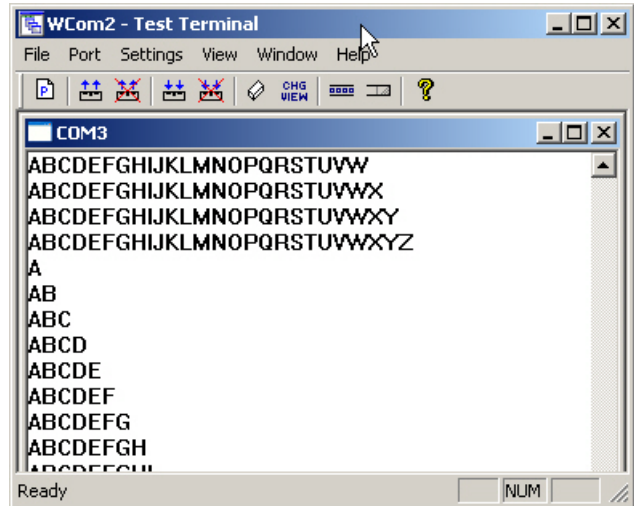 WCom2 - Test Terminal
File Port Settings View Window Help
P CHG VIEW ?
COM3
ABCDEFGHIJKLMNOPQRSTUVW
ABCDEFGHIJKLMNOPQRSTUVWX
ABCDEFGHIJKLMNOPQRSTUVWXY
ABCDEFGHIJKLMNOPQRSTUVWXYZ
A
AB
ABC
ABCD
ABCDE
ABCDEF
ABCDEFG
ABCDEFGH
ABCDEFGHI
Ready NUM